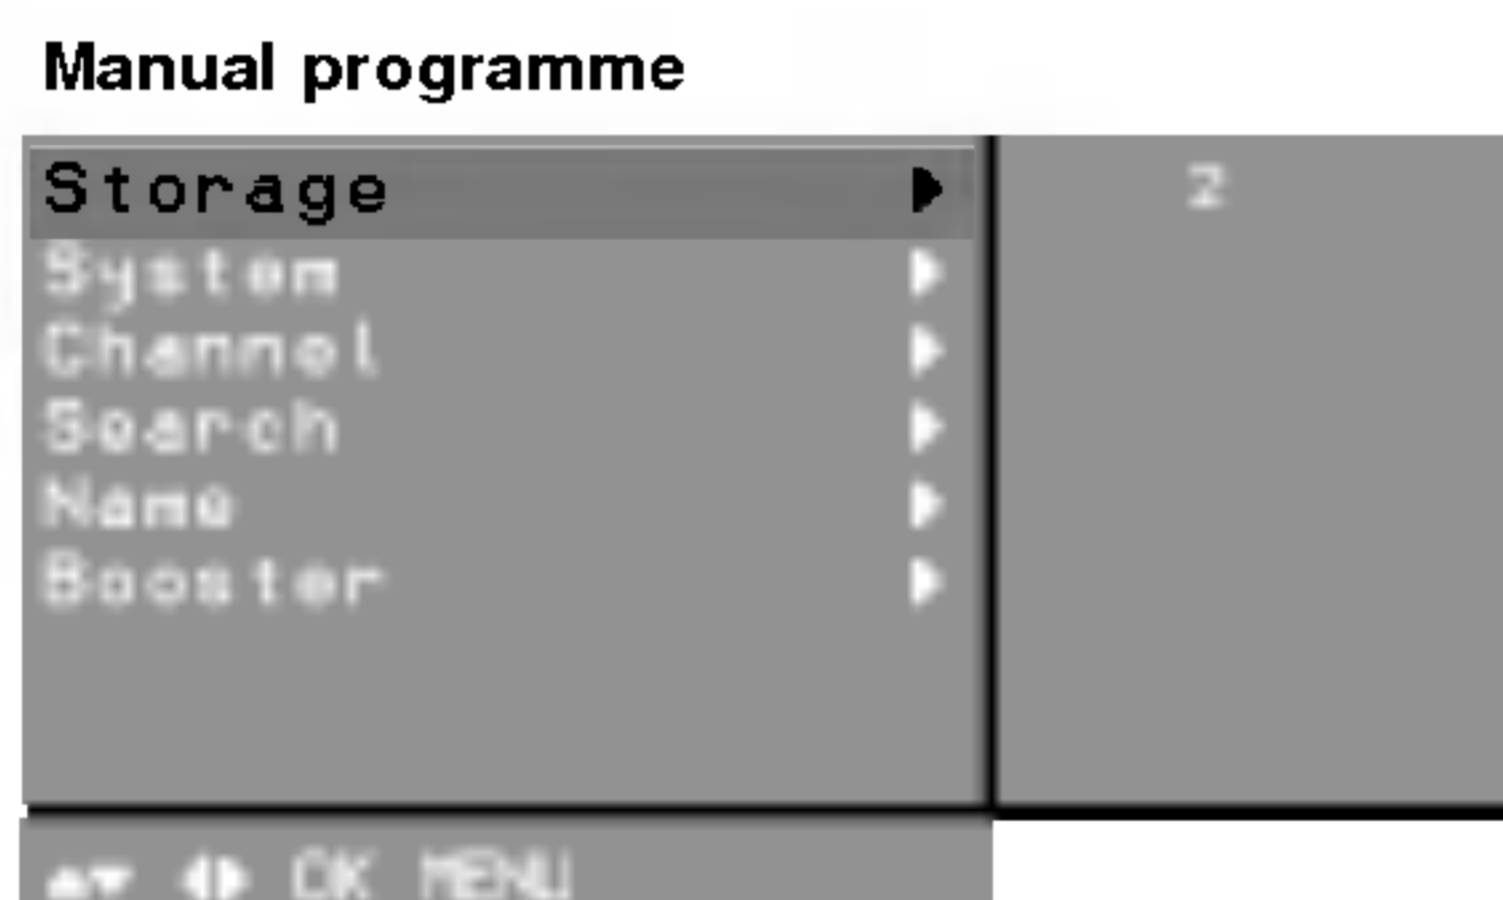 Manual programme
Storage ▶ 2
System ▶
Channel ▶
Search ▶
Name ▶
Booster ▶
▲▼ ◀▶ OK MENU